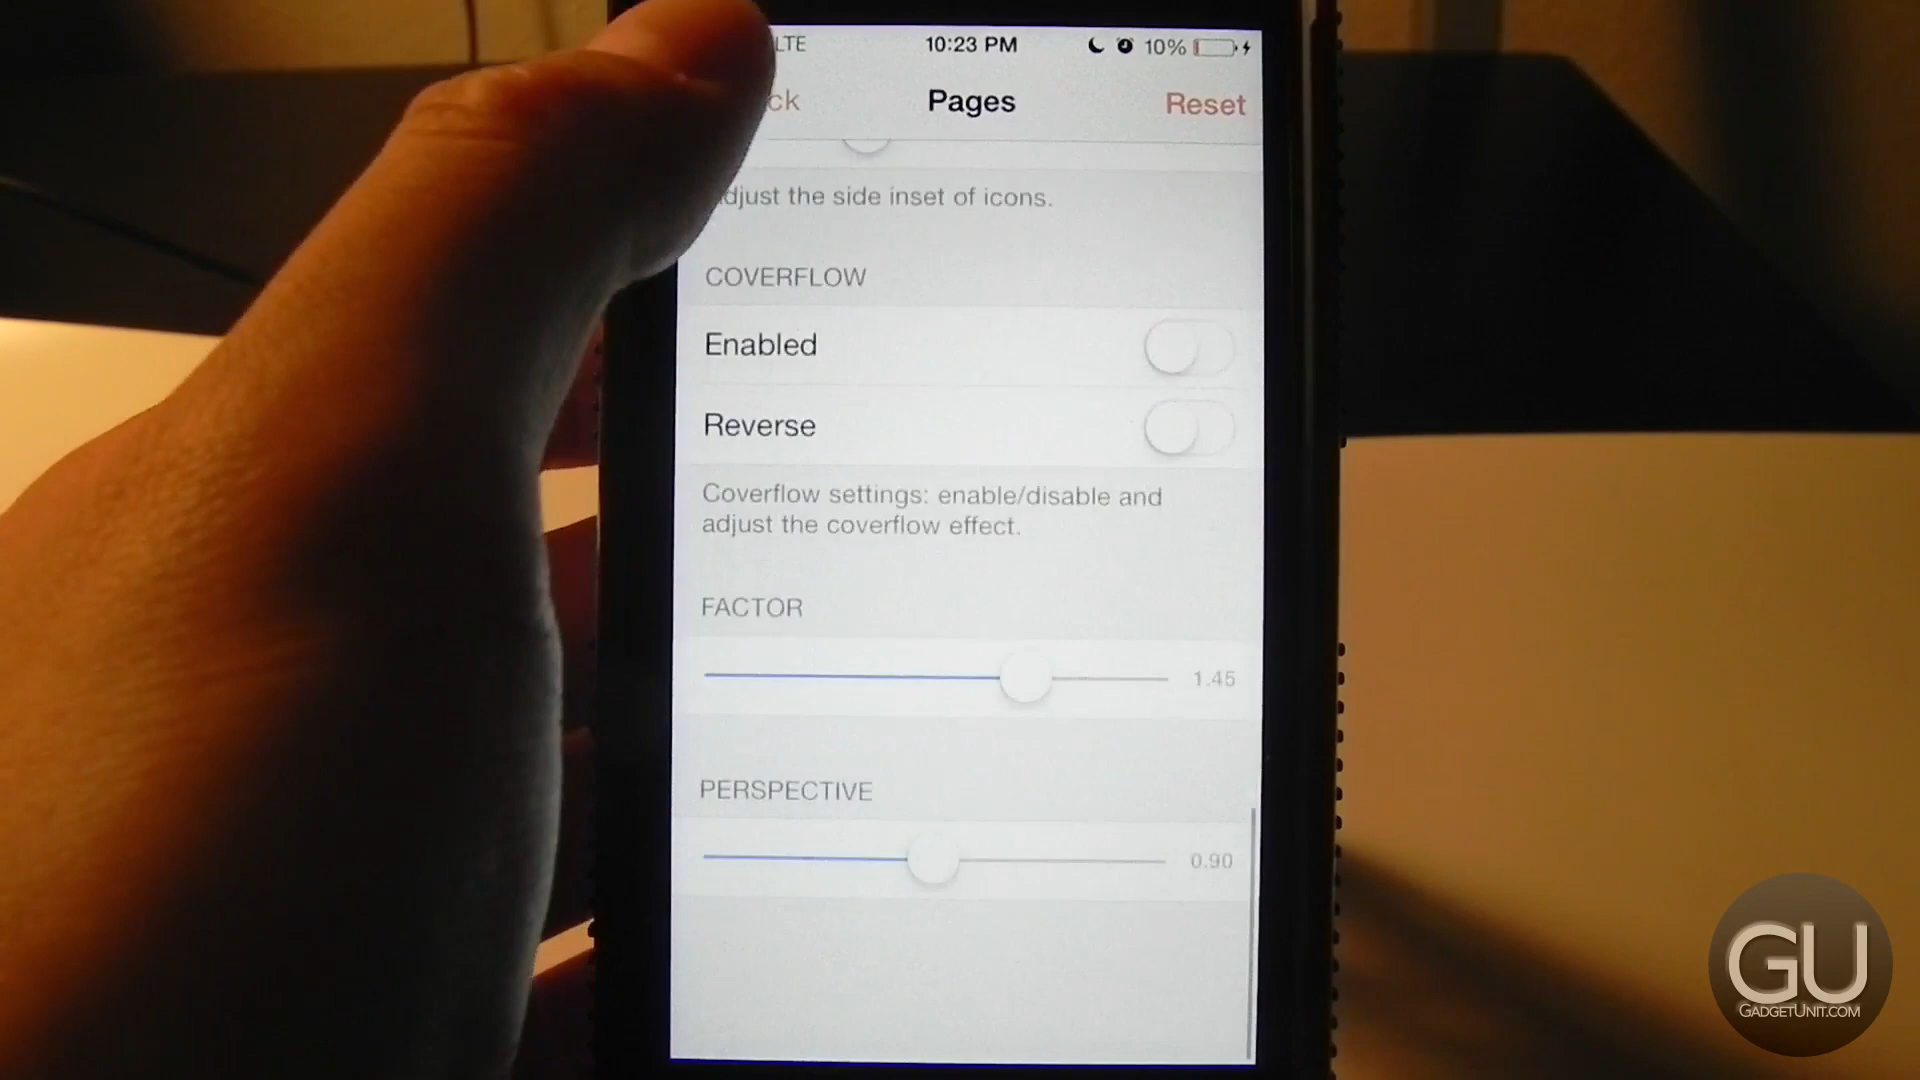 LTE 10:23 PM 10%
ck Pages Reset
djust the side inset of icons.
COVERFLOW
Enabled
Reverse
Coverflow settings: enable/disable and
adjust the coverflow effect.
FACTOR
1.45
PERSPECTIVE
0.90
GU
GADGETUNIT.COM